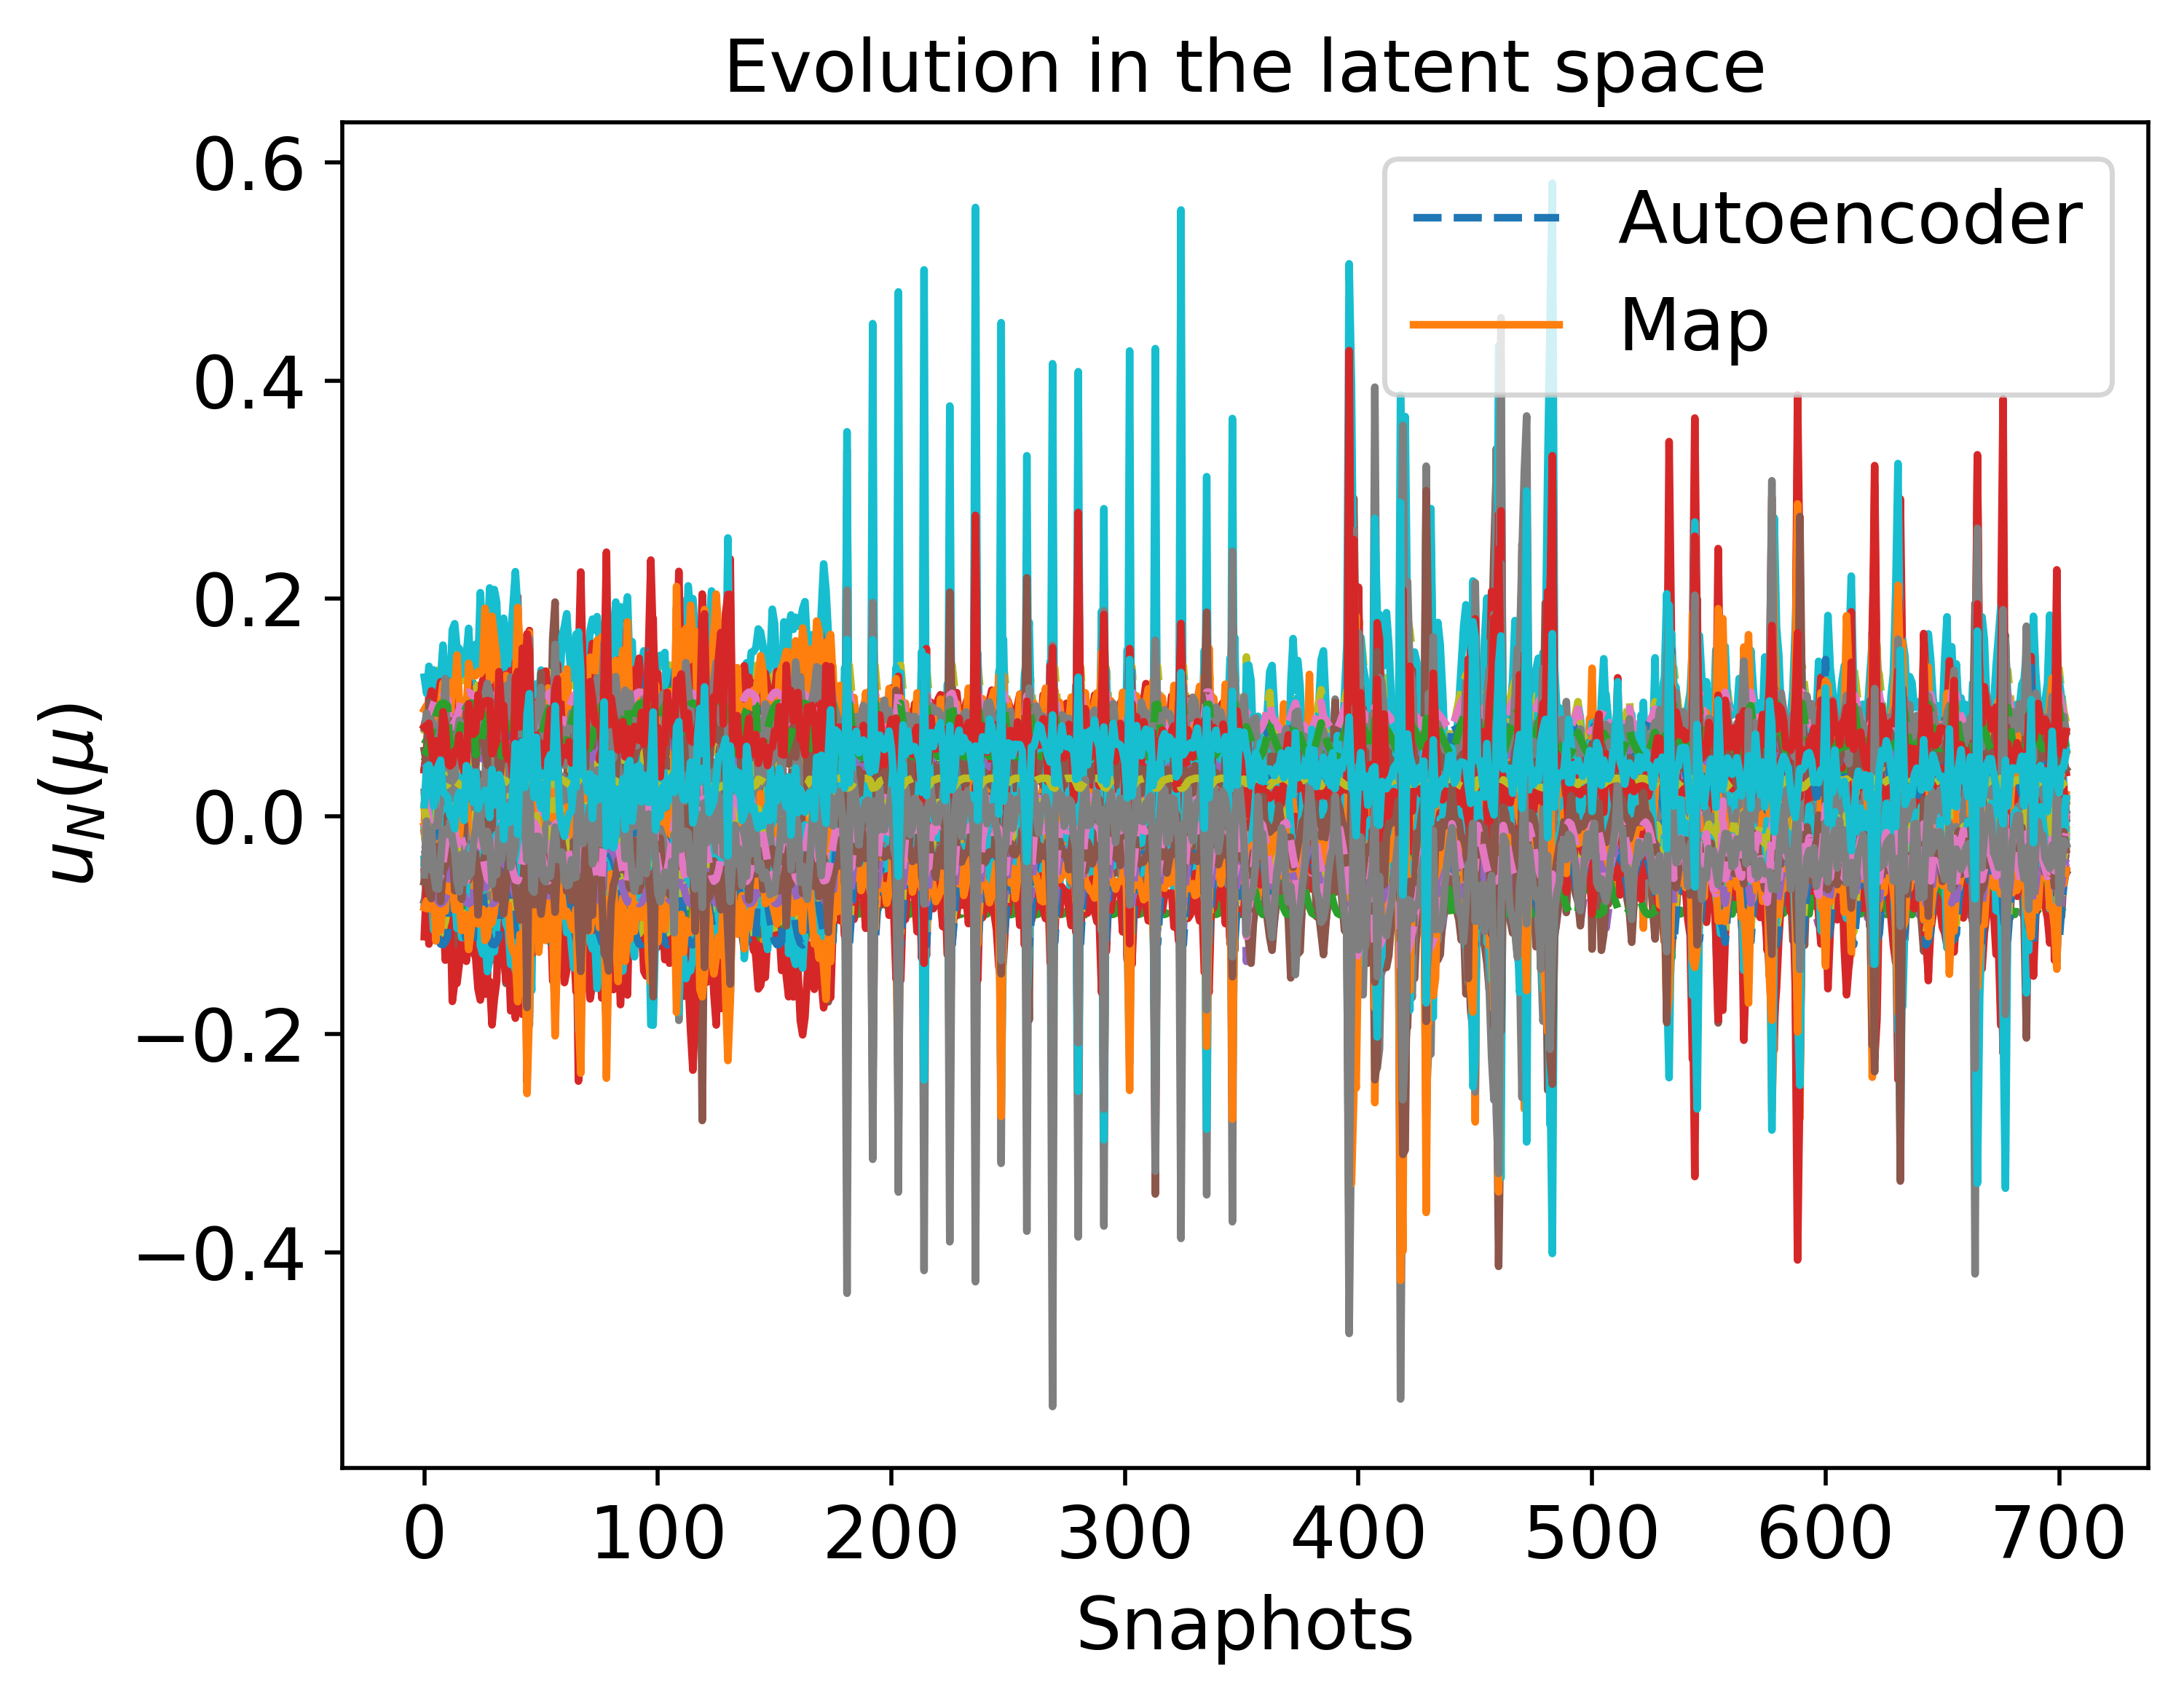 Evolution in the latent space
0.6
0.4
0.2
0.0
−0.2
−0.4
u_N(μ)
Autoencoder
Map
0 100 200 300 400 500 600 700
Snaphots